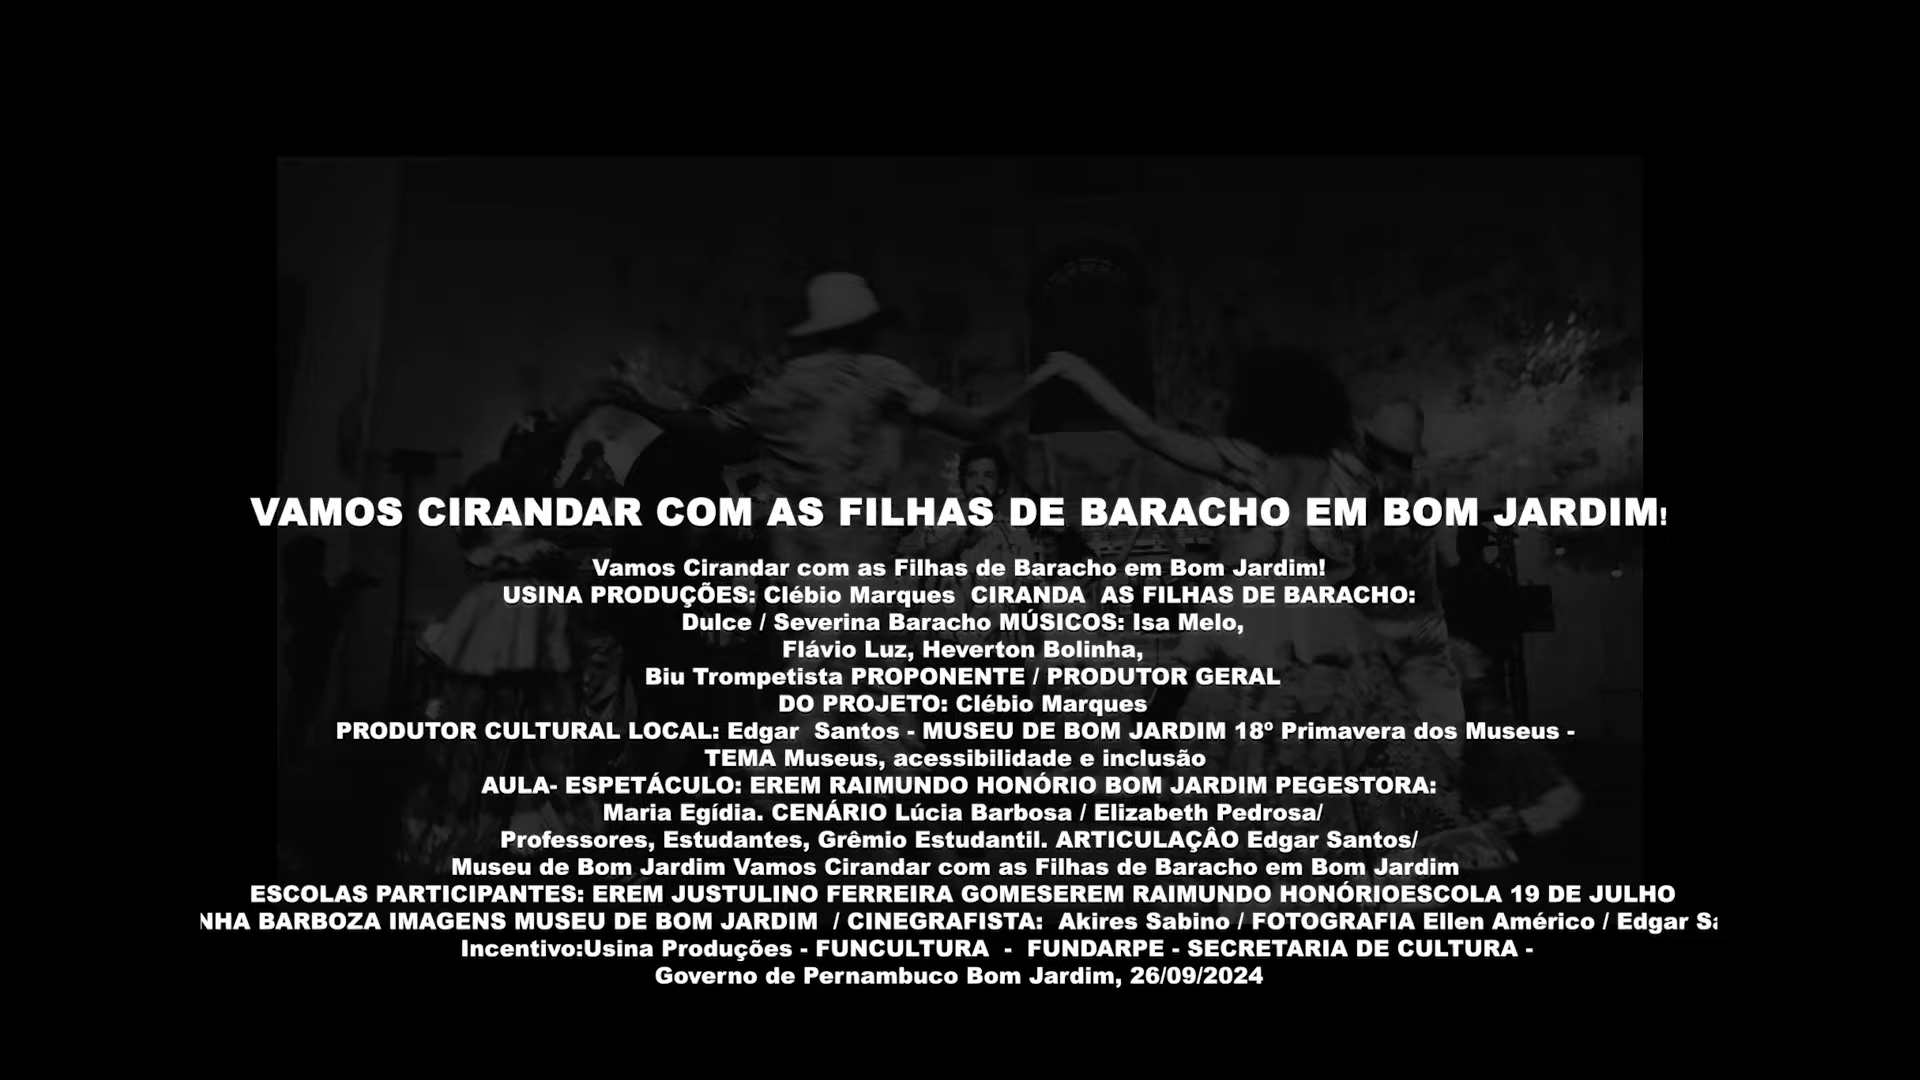 VAMOS CIRANDAR COM AS FILHAS DE BARACHO EM BOM JARDIM!
Vamos Cirandar com as Filhas de Baracho em Bom Jardim!
USINA PRODUÇÕES: Clébio Marques  CIRANDA  AS FILHAS DE BARACHO:
Dulce / Severina Baracho MÚSICOS: Isa Melo,
Flávio Luz, Heverton Bolinha,
Biu Trompetista PROPONENTE / PRODUTOR GERAL
DO PROJETO: Clébio Marques
PRODUTOR CULTURAL LOCAL: Edgar  Santos - MUSEU DE BOM JARDIM 18º Primavera dos Museus -
TEMA Museus, acessibilidade e inclusão
AULA- ESPETÁCULO: EREM RAIMUNDO HONÓRIO BOM JARDIM PEGESTORA:
Maria Egídia. CENÁRIO Lúcia Barbosa / Elizabeth Pedrosa/
Professores, Estudantes, Grêmio Estudantil. ARTICULAÇÂO Edgar Santos/
Museu de Bom Jardim Vamos Cirandar com as Filhas de Baracho em Bom Jardim
ESCOLAS PARTICIPANTES: EREM JUSTULINO FERREIRA GOMESEREM RAIMUNDO HONÓRIOESCOLA 19 DE JULHO
NHA BARBOZA IMAGENS MUSEU DE BOM JARDIM  / CINEGRAFISTA:  Akires Sabino / FOTOGRAFIA Ellen Américo / Edgar Sa
Incentivo:Usina Produções - FUNCULTURA  -  FUNDARPE - SECRETARIA DE CULTURA -
Governo de Pernambuco Bom Jardim, 26/09/2024